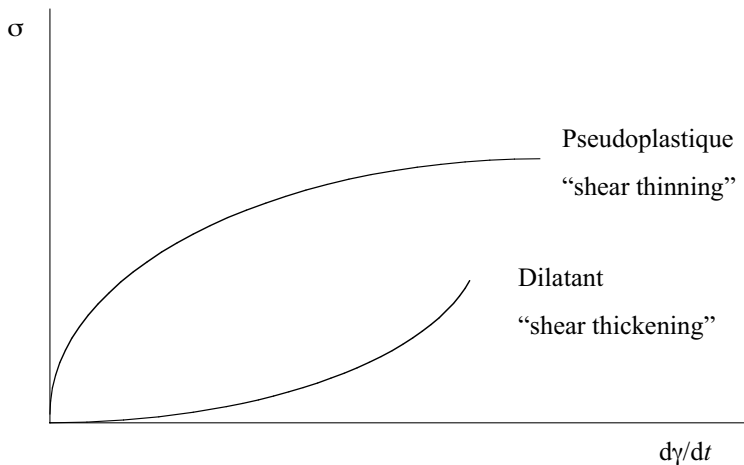 σ
Pseudoplastique
“shear thinning”
Dilatant
“shear thickening”
dγ/dt